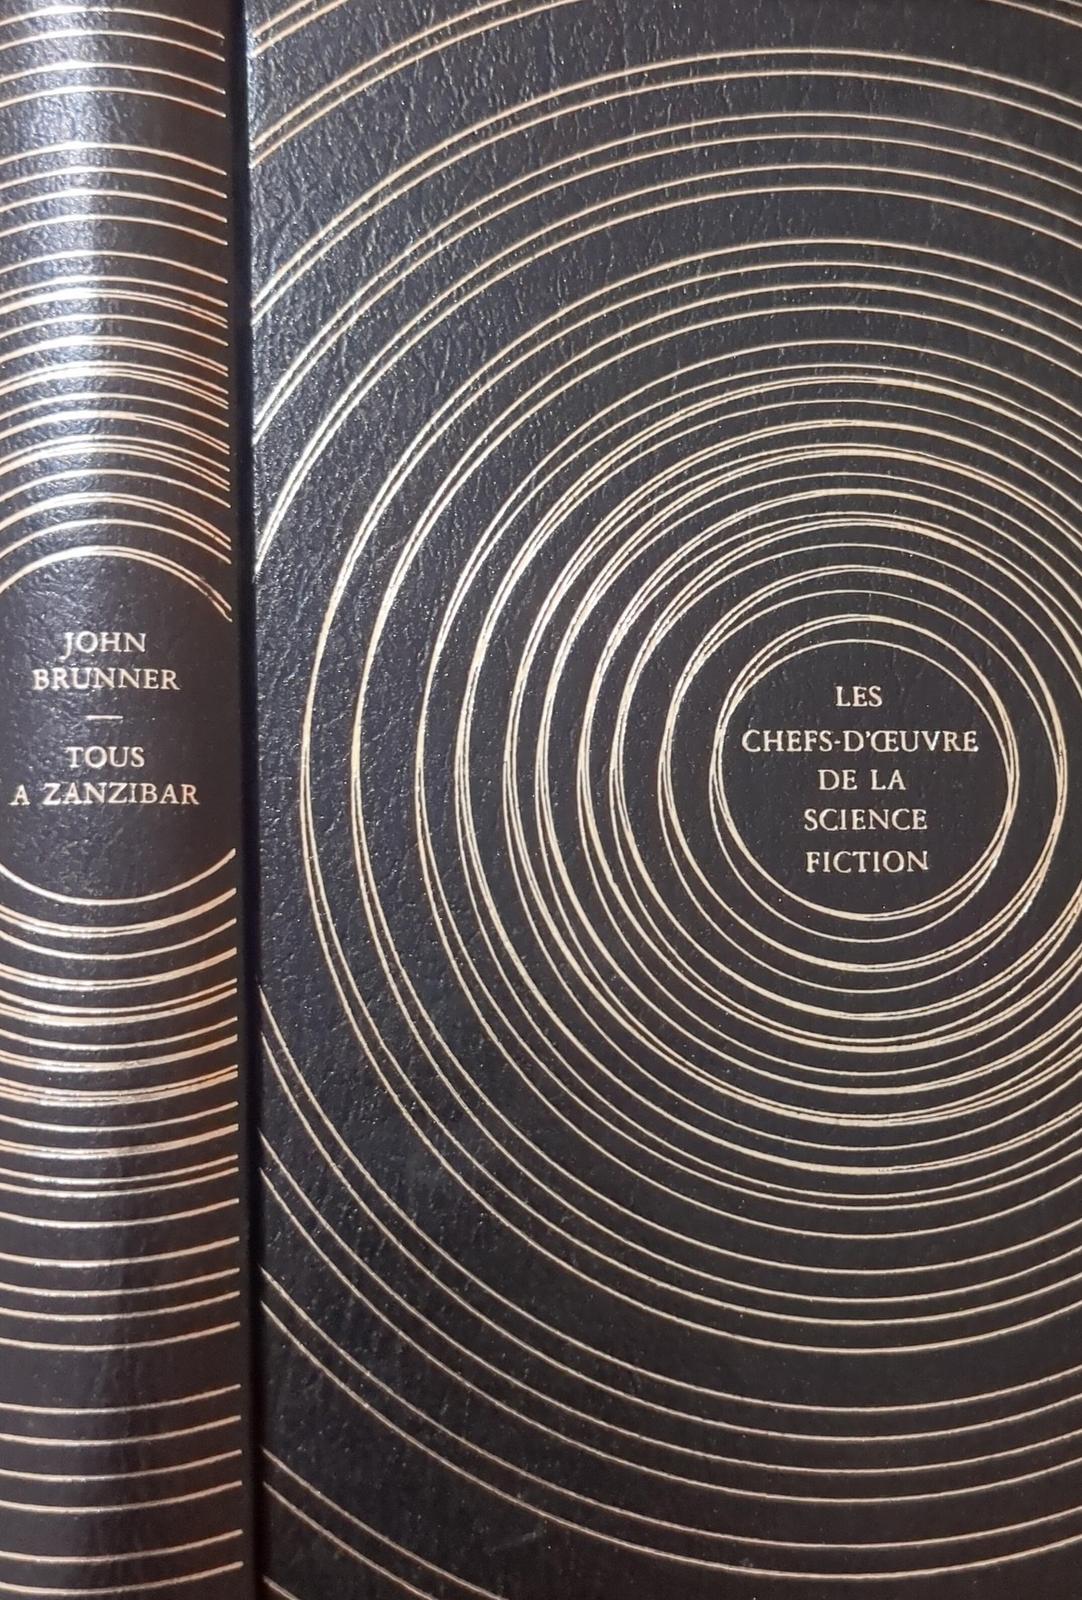 JOHN
BRUNNER
—
TOUS
A ZANZIBAR
LES
CHEFS-D'ŒUVRE
DE LA
SCIENCE
FICTION